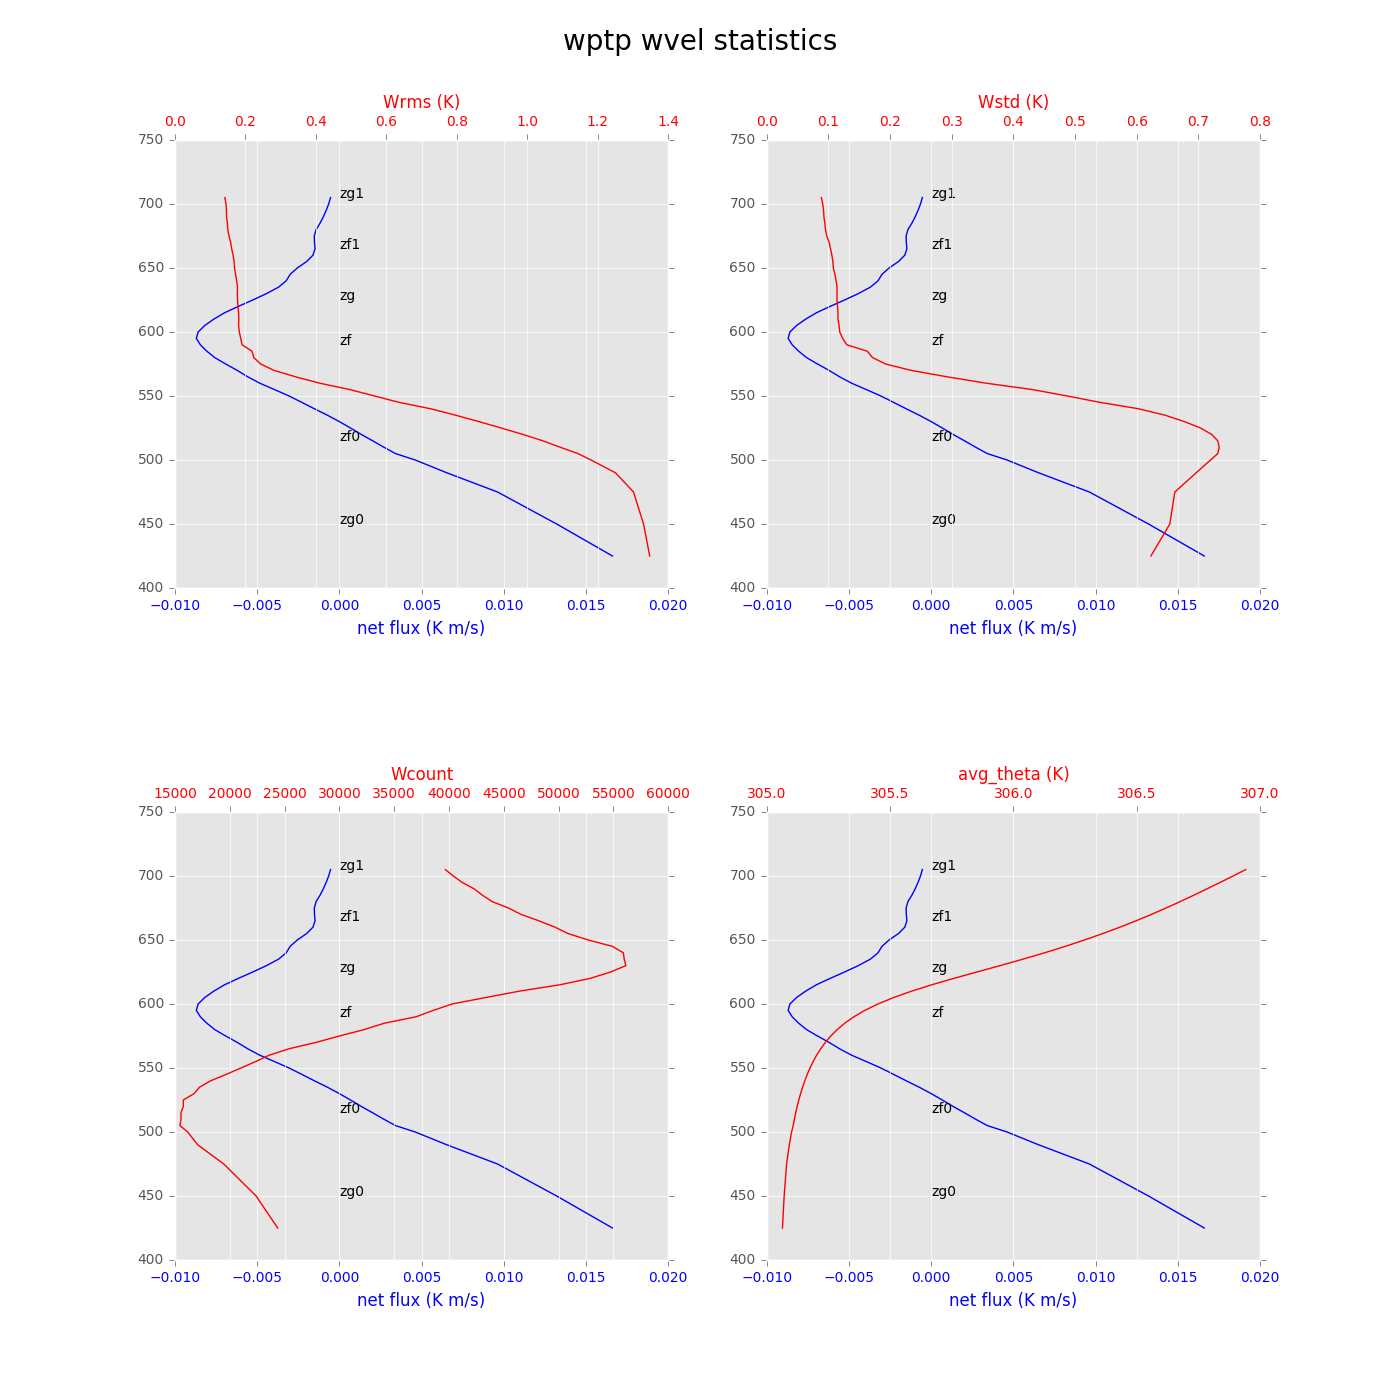 wptp wvel statistics
Wrms (K)
0.0 0.2 0.4 0.6 0.8 1.0 1.2 1.4
750
700
650
600
550
500
450
400
zg1
zf1
zg
zf
zf0
zg0
−0.010 −0.005 0.000 0.005 0.010 0.015 0.020
net flux (K m/s)
Wstd (K)
0.0 0.1 0.2 0.3 0.4 0.5 0.6 0.7 0.8
750
700
650
600
550
500
450
400
zg1
zf1
zg
zf
zf0
zg0
−0.010 −0.005 0.000 0.005 0.010 0.015 0.020
net flux (K m/s)
Wcount
15000 20000 25000 30000 35000 40000 45000 50000 55000 60000
750
700
650
600
550
500
450
400
zg1
zf1
zg
zf
zf0
zg0
−0.010 −0.005 0.000 0.005 0.010 0.015 0.020
net flux (K m/s)
avg_theta (K)
305.0 305.5 306.0 306.5 307.0
750
700
650
600
550
500
450
400
zg1
zf1
zg
zf
zf0
zg0
−0.010 −0.005 0.000 0.005 0.010 0.015 0.020
net flux (K m/s)